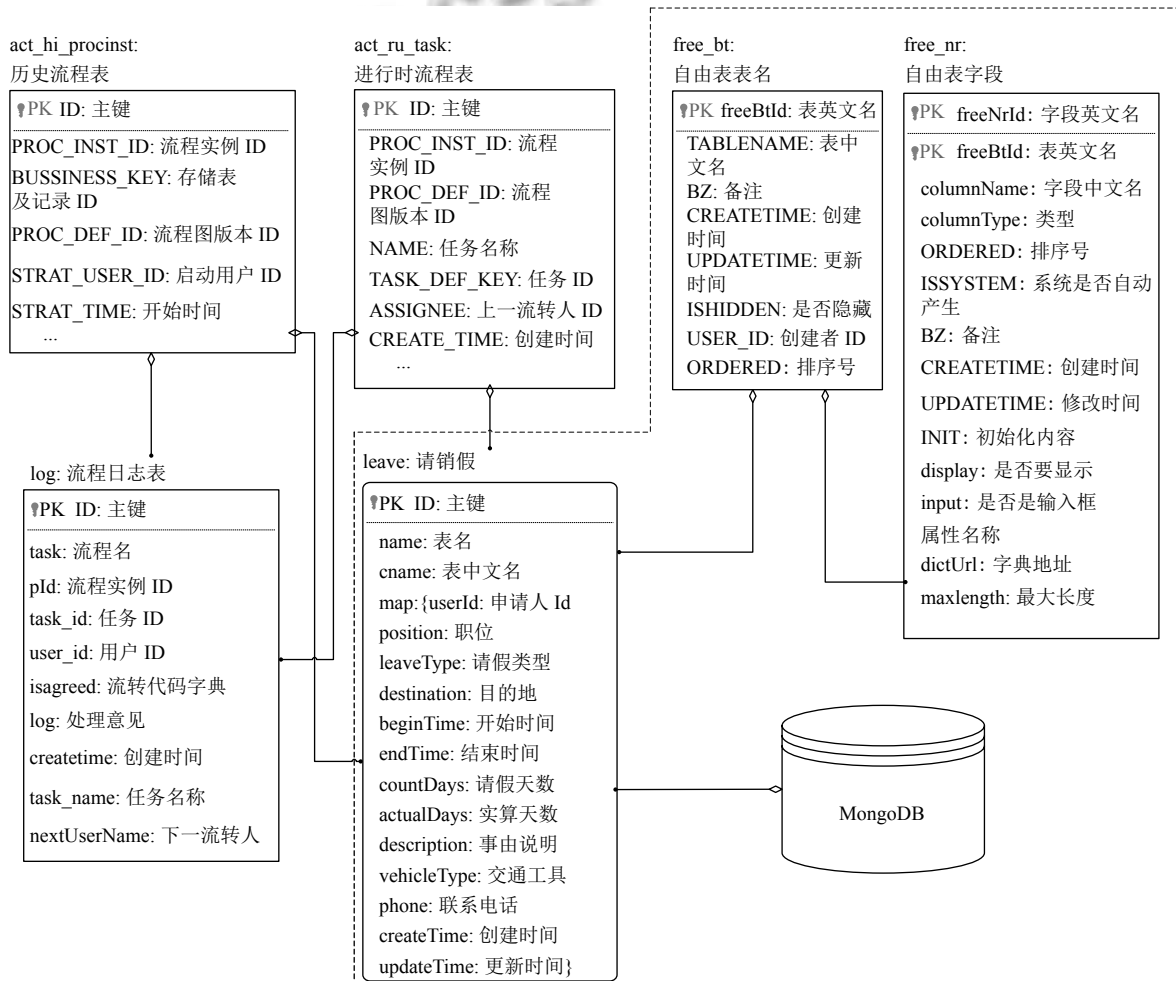 act_hi_procinst:
历史流程表
PK ID: 主键
PROC_INST_ID: 流程实例 ID
BUSSINESS_KEY: 存储表
及记录 ID
PROC_DEF_ID: 流程图版本 ID
STRAT_USER_ID: 启动用户 ID
STRAT_TIME: 开始时间
...
act_ru_task:
进行时流程表
PK ID: 主键
PROC_INST_ID: 流程
实例 ID
PROC_DEF_ID: 流程
图版本 ID
NAME: 任务名称
TASK_DEF_KEY: 任务 ID
ASSIGNEE: 上一流转人 ID
CREATE_TIME: 创建时间
...
free_bt:
自由表表名
PK freeBtId: 表英文名
TABLENAME: 表中
文名
BZ: 备注
CREATETIME: 创建
时间
UPDATETIME: 更新
时间
ISHIDDEN: 是否隐藏
USER_ID: 创建者 ID
ORDERED: 排序号
free_nr:
自由表字段
PK freeNrId: 字段英文名
PK freeBtId: 表英文名
columnName: 字段中文名
columnType: 类型
ORDERED: 排序号
ISSYSTEM: 系统是否自动
产生
BZ: 备注
CREATETIME: 创建时间
UPDATETIME: 修改时间
INIT: 初始化内容
display: 是否要显示
input: 是否是输入框
属性名称
dictUrl: 字典地址
maxlength: 最大长度
log: 流程日志表
PK ID: 主键
task: 流程名
pId: 流程实例 ID
task_id: 任务 ID
user_id: 用户 ID
isagreed: 流转代码字典
log: 处理意见
createtime: 创建时间
task_name: 任务名称
nextUserName: 下一流转人
leave: 请销假
PK ID: 主键
name: 表名
cname: 表中文名
map:{userId: 申请人 Id
position: 职位
leaveType: 请假类型
destination: 目的地
beginTime: 开始时间
endTime: 结束时间
countDays: 请假天数
actualDays: 实算天数
description: 事由说明
vehicleType: 交通工具
phone: 联系电话
createTime: 创建时间
updateTime: 更新时间}
MongoDB